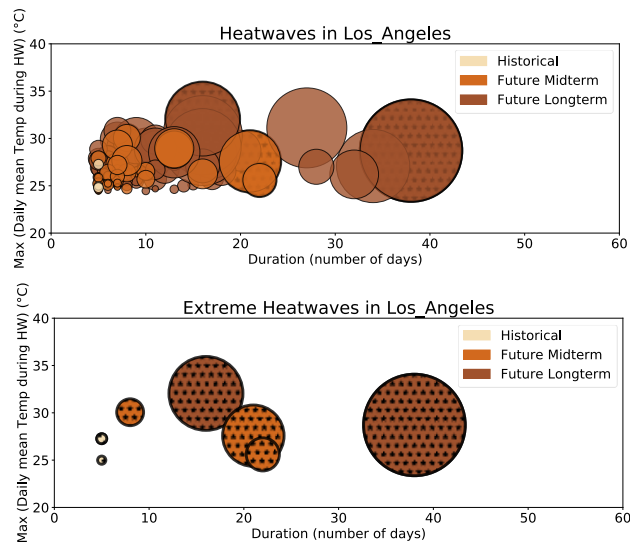 Heatwaves in Los_Angeles
Max (Daily mean Temp during HW) (°C)
40
35
30
25
20
Historical
Future Midterm
Future Longterm
0 10 20 30 40 50 60
Duration (number of days)
Extreme Heatwaves in Los_Angeles
Max (Daily mean Temp during HW) (°C)
40
35
30
25
20
Historical
Future Midterm
Future Longterm
0 10 20 30 40 50 60
Duration (number of days)